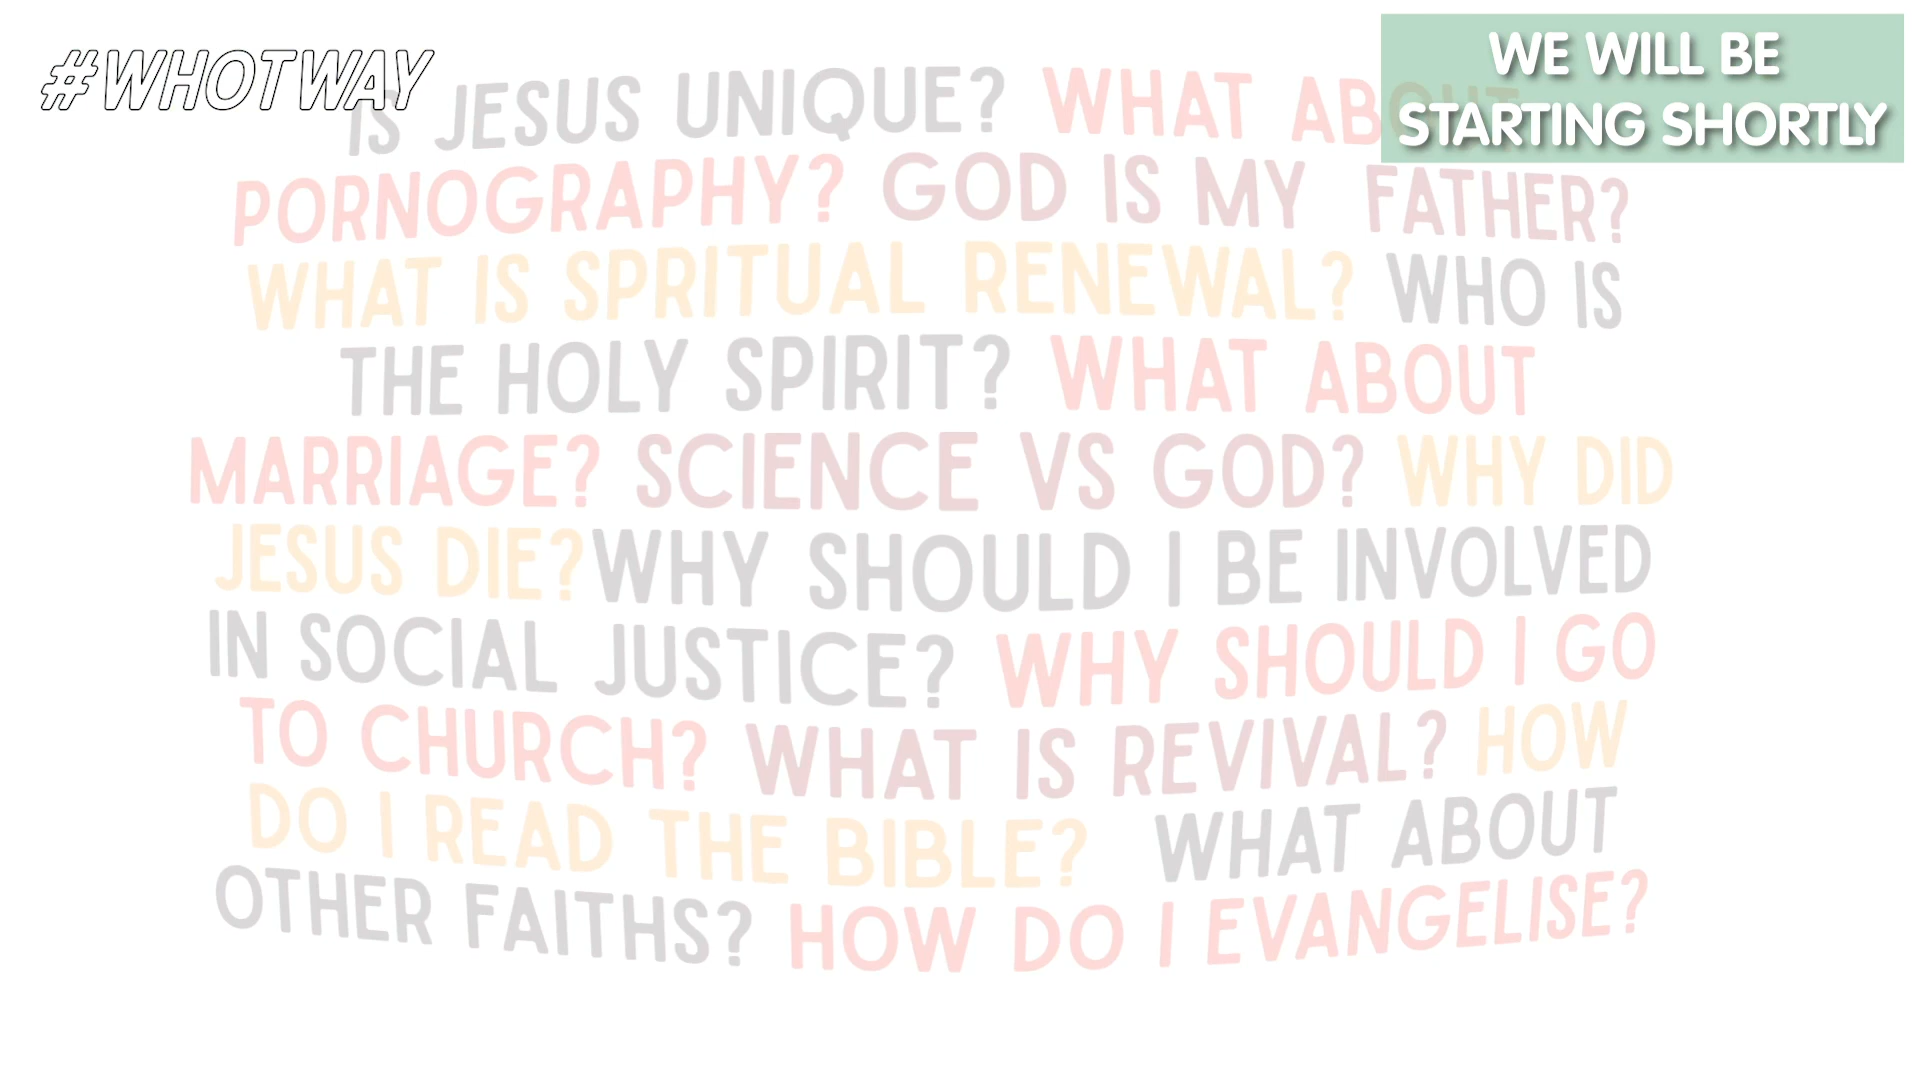 #WHOTWAY
WE WILL BE
STARTING SHORTLY
IS JESUS UNIQUE? WHAT ABOUT
PORNOGRAPHY? GOD IS MY FATHER?
WHAT IS SPRITUAL RENEWAL? WHO IS
THE HOLY SPIRIT? WHAT ABOUT
MARRIAGE? SCIENCE VS GOD? WHY DID
JESUS DIE? WHY SHOULD I BE INVOLVED
IN SOCIAL JUSTICE? WHY SHOULD I GO
TO CHURCH? WHAT IS REVIVAL? HOW
DO I READ THE BIBLE? WHAT ABOUT
OTHER FAITHS? HOW DO I EVANGELISE?